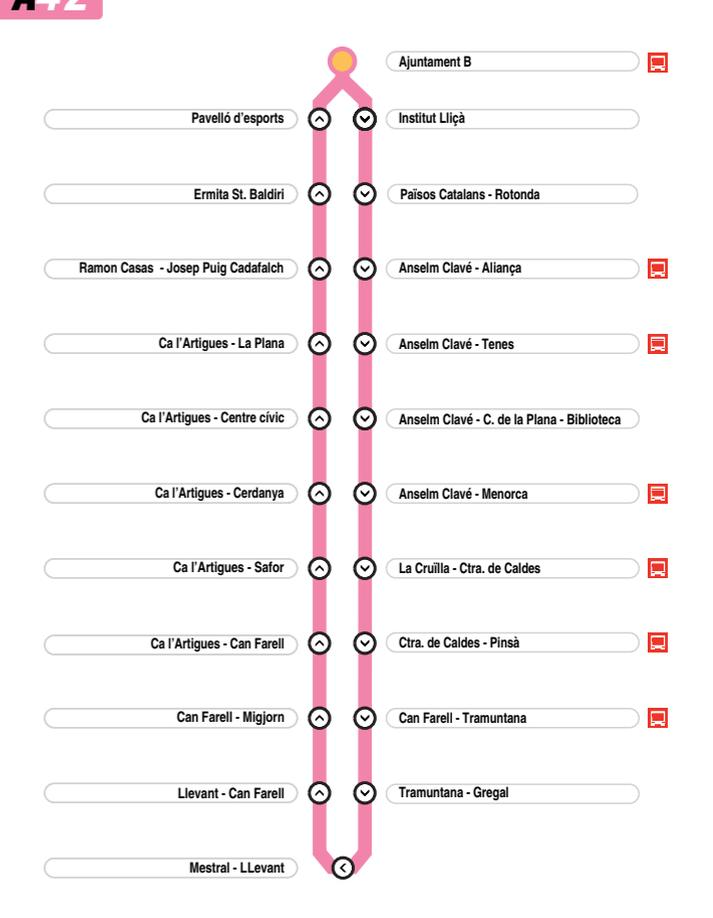 A42
Ajuntament B
Pavelló d'esports
Institut Lliçà
Ermita St. Baldiri
Països Catalans - Rotonda
Ramon Casas - Josep Puig Cadafalch
Anselm Clavé - Aliança
Ca l'Artigues - La Plana
Anselm Clavé - Tenes
Ca l'Artigues - Centre cívic
Anselm Clavé - C. de la Plana - Biblioteca
Ca l'Artigues - Cerdanya
Anselm Clavé - Menorca
Ca l'Artigues - Safor
La Cruïlla - Ctra. de Caldes
Ca l'Artigues - Can Farell
Ctra. de Caldes - Pinsà
Can Farell - Migjorn
Can Farell - Tramuntana
Llevant - Can Farell
Tramuntana - Gregal
Mestral - LLevant